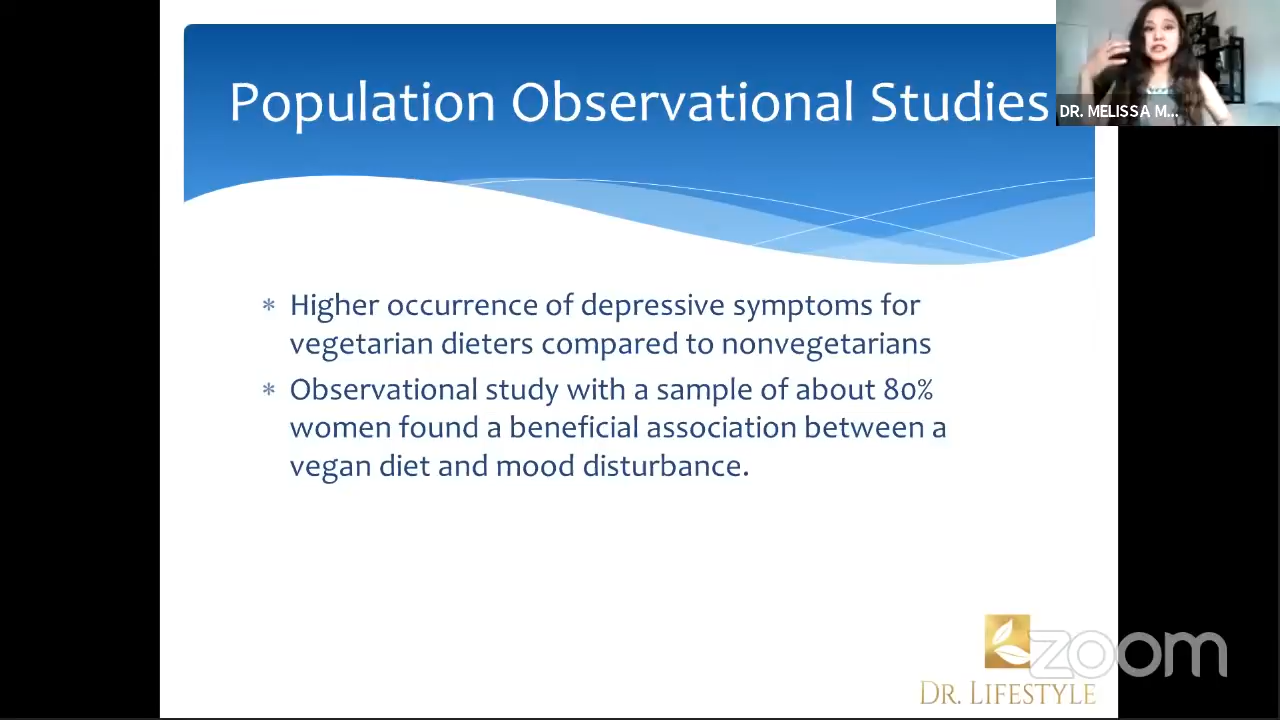 Population Observational Studies
DR. MELISSA M...
* Higher occurrence of depressive symptoms for
vegetarian dieters compared to nonvegetarians
* Observational study with a sample of about 80%
women found a beneficial association between a
vegan diet and mood disturbance.
zoom
DR. LIFESTYLE